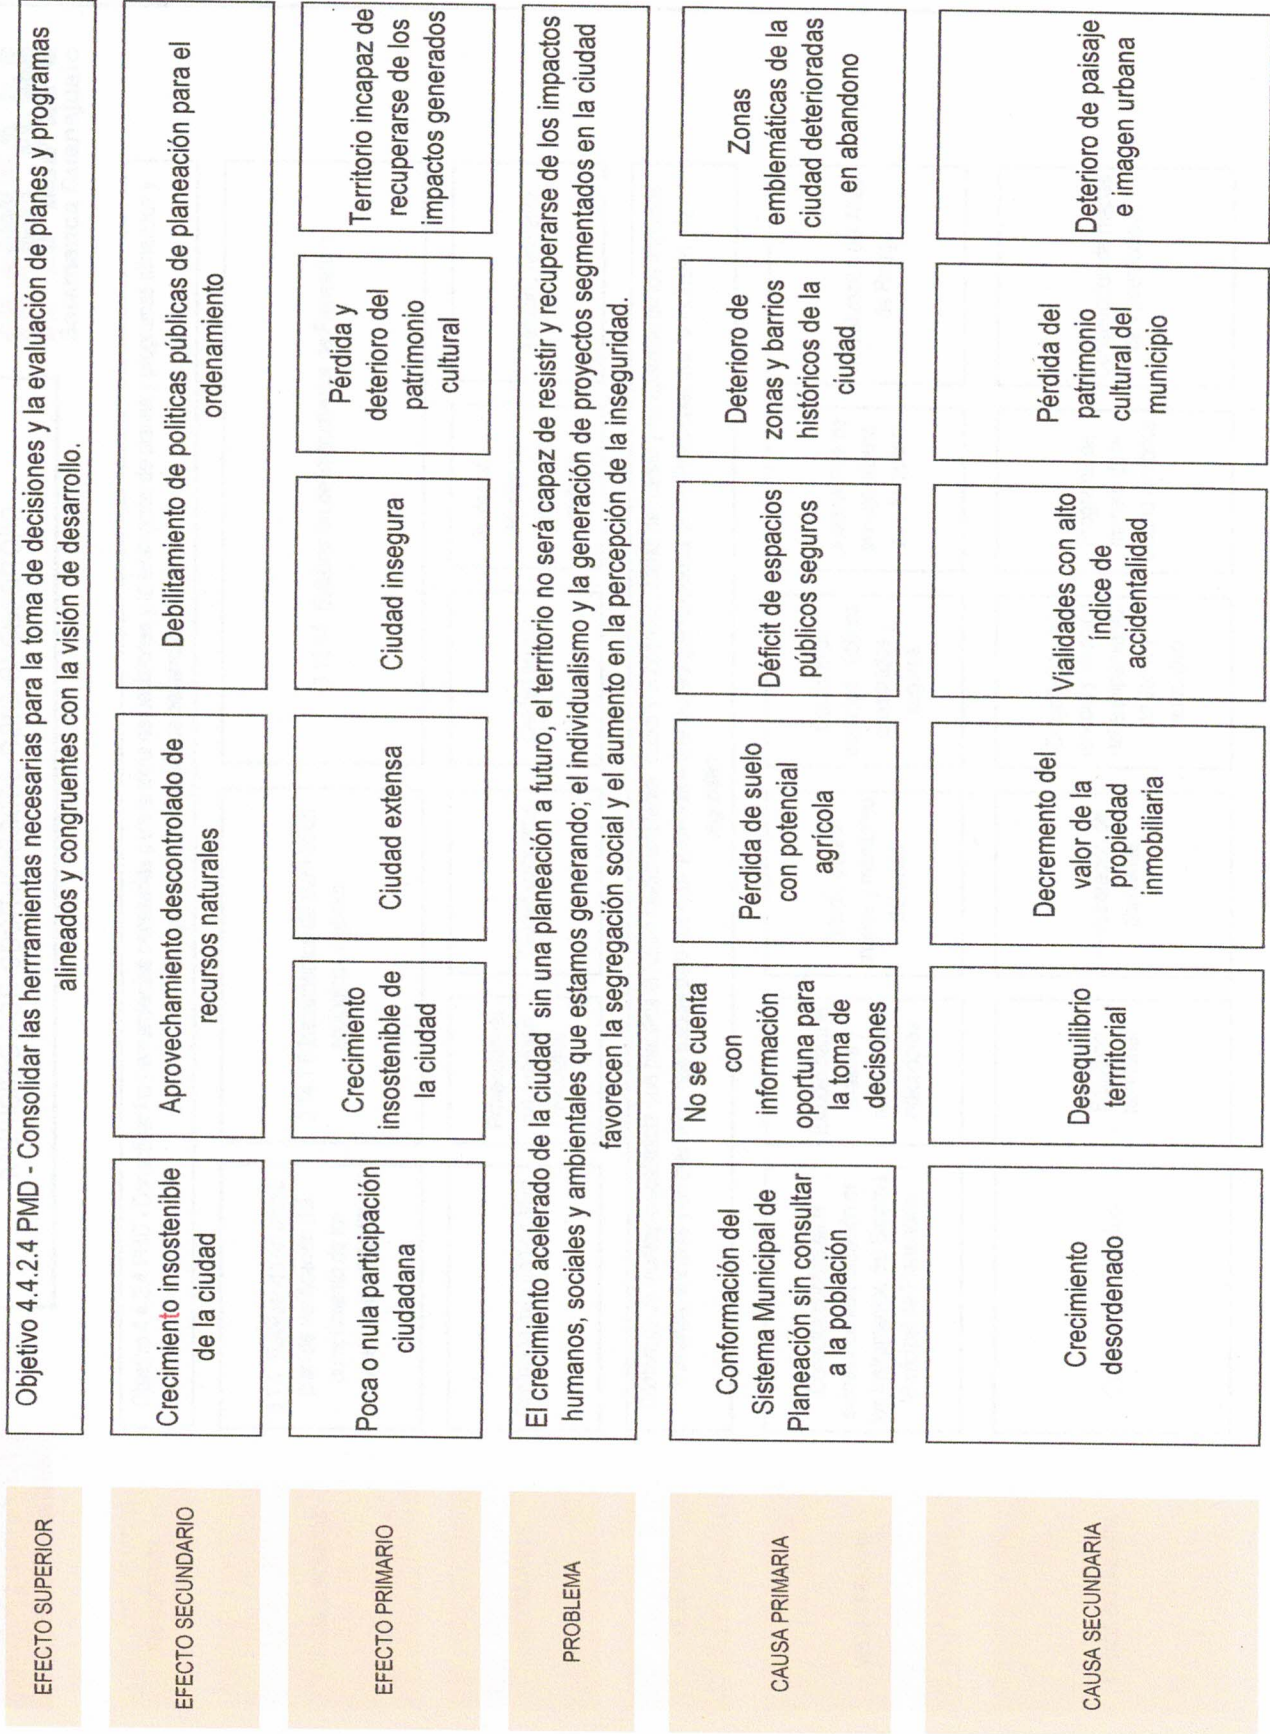 EFECTO SUPERIOR
Objetivo 4.4.2.4 PMD - Consolidar las herrramientas necesarias para la toma de decisiones y la evaluación de planes y programas
alineados y congruentes con la visión de desarrollo.
EFECTO SECUNDARIO
Crecimiento insostenible
de la ciudad
Aprovechamiento descontrolado de
recursos naturales
Debilitamiento de políticas públicas de planeación para el
ordenamiento
EFECTO PRIMARIO
Poca o nula participación
ciudadana
Crecimiento
insostenible de
la ciudad
Ciudad extensa
Ciudad insegura
Pérdida y
deterioro del
patrimonio
cultural
Territorio incapaz de
recuperarse de los
impactos generados
PROBLEMA
El crecimiento acelerado de la ciudad sin una planeación a futuro, el territorio no será capaz de resistir y recuperarse de los impactos
humanos, sociales y ambientales que estamos generando; el individualismo y la generación de proyectos segmentados en la ciudad
favorecen la segregación social y el aumento en la percepción de la inseguridad.
CAUSA PRIMARIA
Conformación del
Sistema Municipal de
Planeación sin consultar
a la población
No se cuenta
con
información
oportuna para
la toma de
decisones
Pérdida de suelo
con potencial
agrícola
Déficit de espacios
públicos seguros
Deterioro de
zonas y barrios
históricos de la
ciudad
Zonas
emblemáticas de la
ciudad deterioradas
en abandono
CAUSA SECUNDARIA
Crecimiento
desordenado
Desequilibrio
terrritorial
Decremento del
valor de la
propiedad
inmobiliaria
Vialidades con alto
índice de
accidentalidad
Pérdida del
patrimonio
cultural del
municipio
Deterioro de paisaje
e imagen urbana